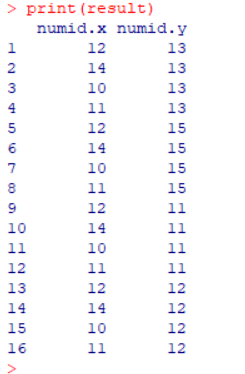 > print(result)
   numid.x numid.y
1       12      13
2       14      13
3       10      13
4       11      13
5       12      15
6       14      15
7       10      15
8       11      15
9       12      11
10      14      11
11      10      11
12      11      11
13      12      12
14      14      12
15      10      12
16      11      12
>